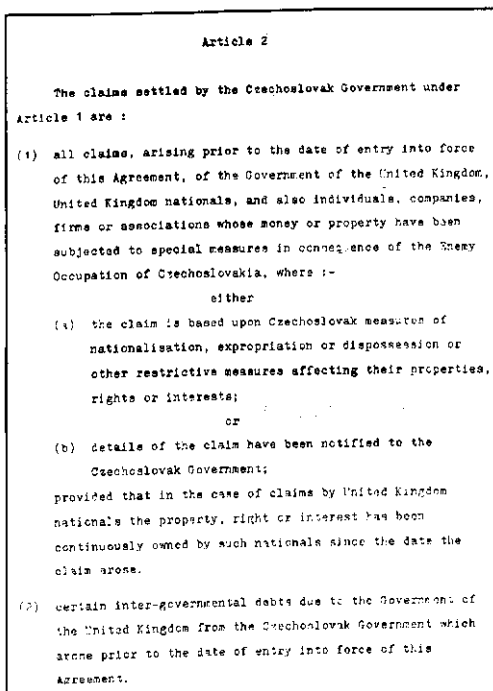 Article 2
The claims settled by the Czechoslovak Government under
Article 1 are :
(1) all claims, arising prior to the date of entry into force
of this Agreement, of the Government of the United Kingdom,
United Kingdom nationals, and also individuals, companies,
firms or associations whose money or property have been
subjected to special measures in consequence of the Enemy
Occupation of Czechoslovakia, where :-
either
(a) the claim is based upon Czechoslovak measures of
nationalisation, expropriation or dispossession or
other restrictive measures affecting their properties,
rights or interests;
or
(b) details of the claim have been notified to the
Czechoslovak Government;
provided that in the case of claims by United Kingdom
nationals the property, right or interest has been
continuously owned by such nationals since the date the
claim arose.
(2) certain inter-governmental debts due to the Government of
the United Kingdom from the Czechoslovak Government which
arose prior to the date of entry into force of this
Agreement.